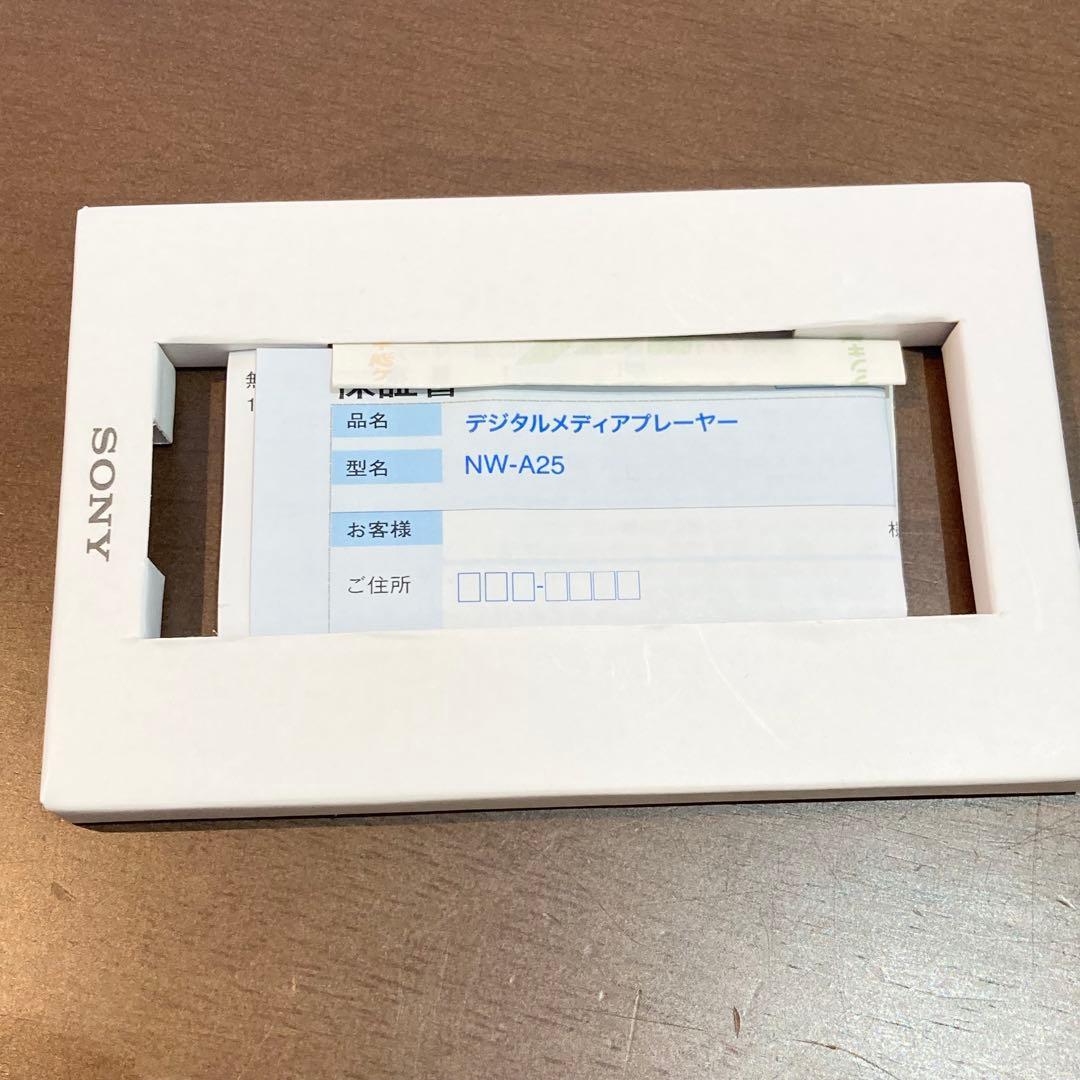 SONY
保証書
品名 デジタルメディアプレーヤー
型名 NW-A25
お客様 様
ご住所 □□□-□□□□